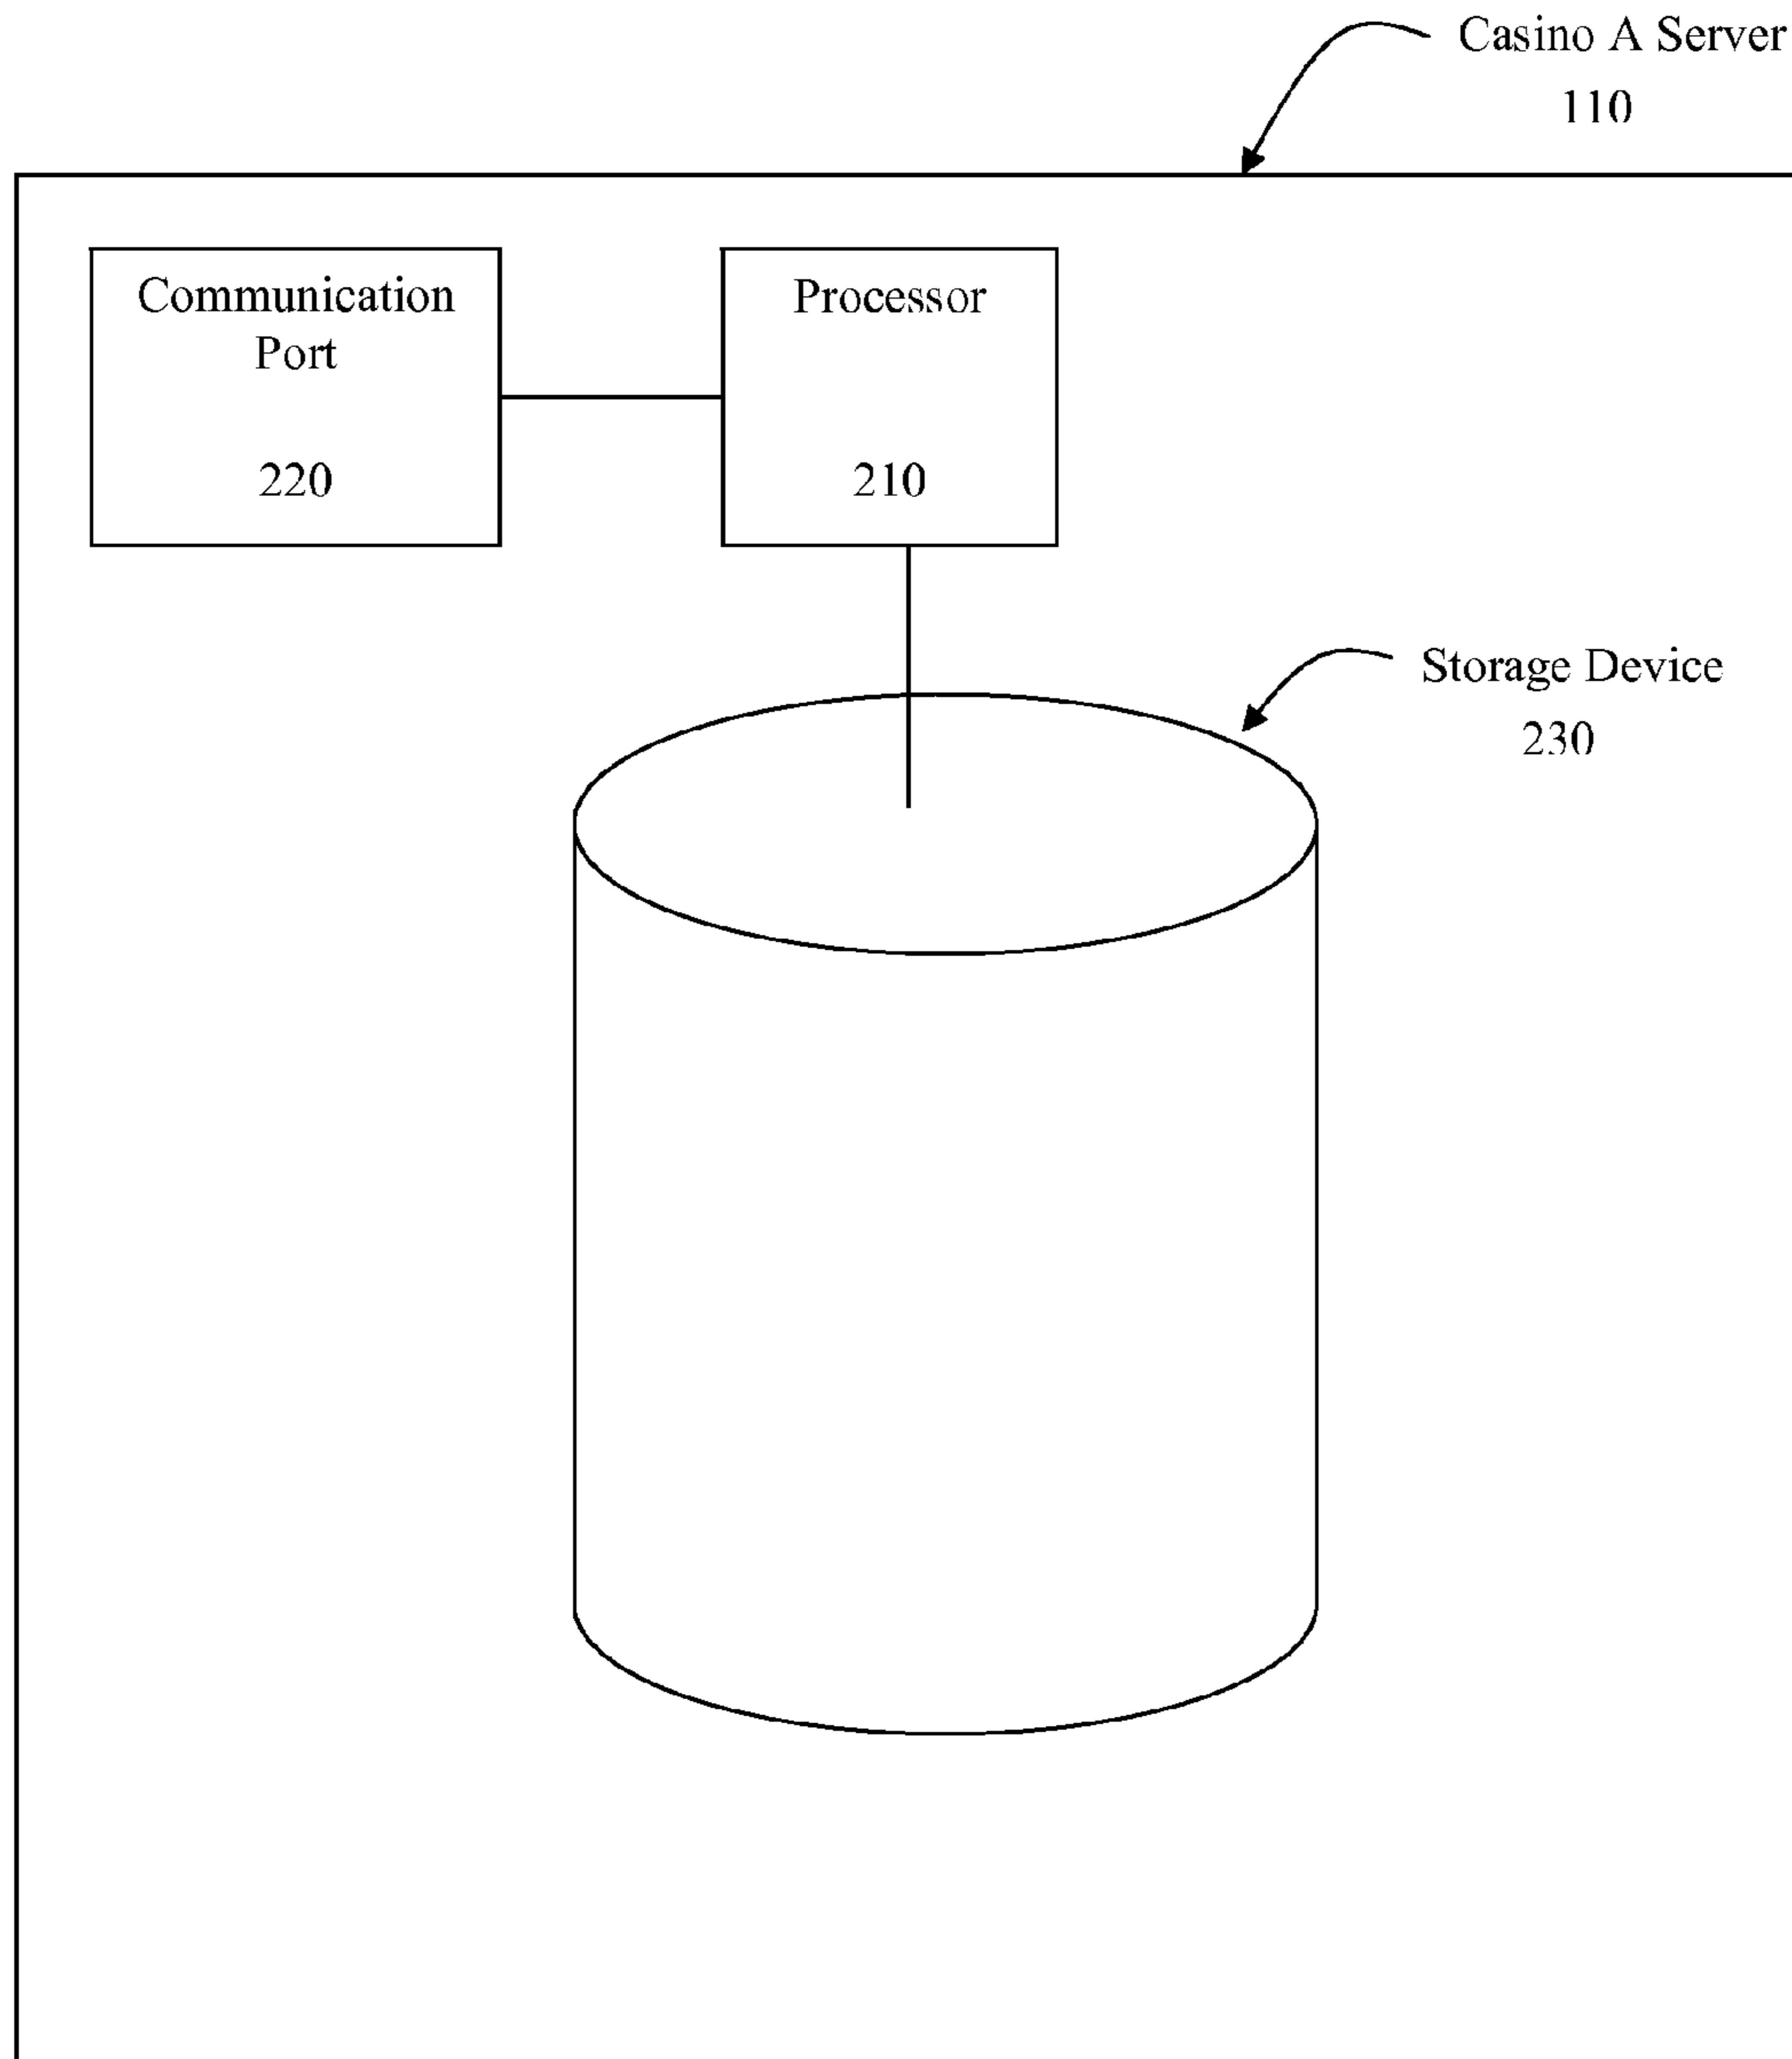 Casino A Server
110
Communication
Port
220
Processor
210
Storage Device
230